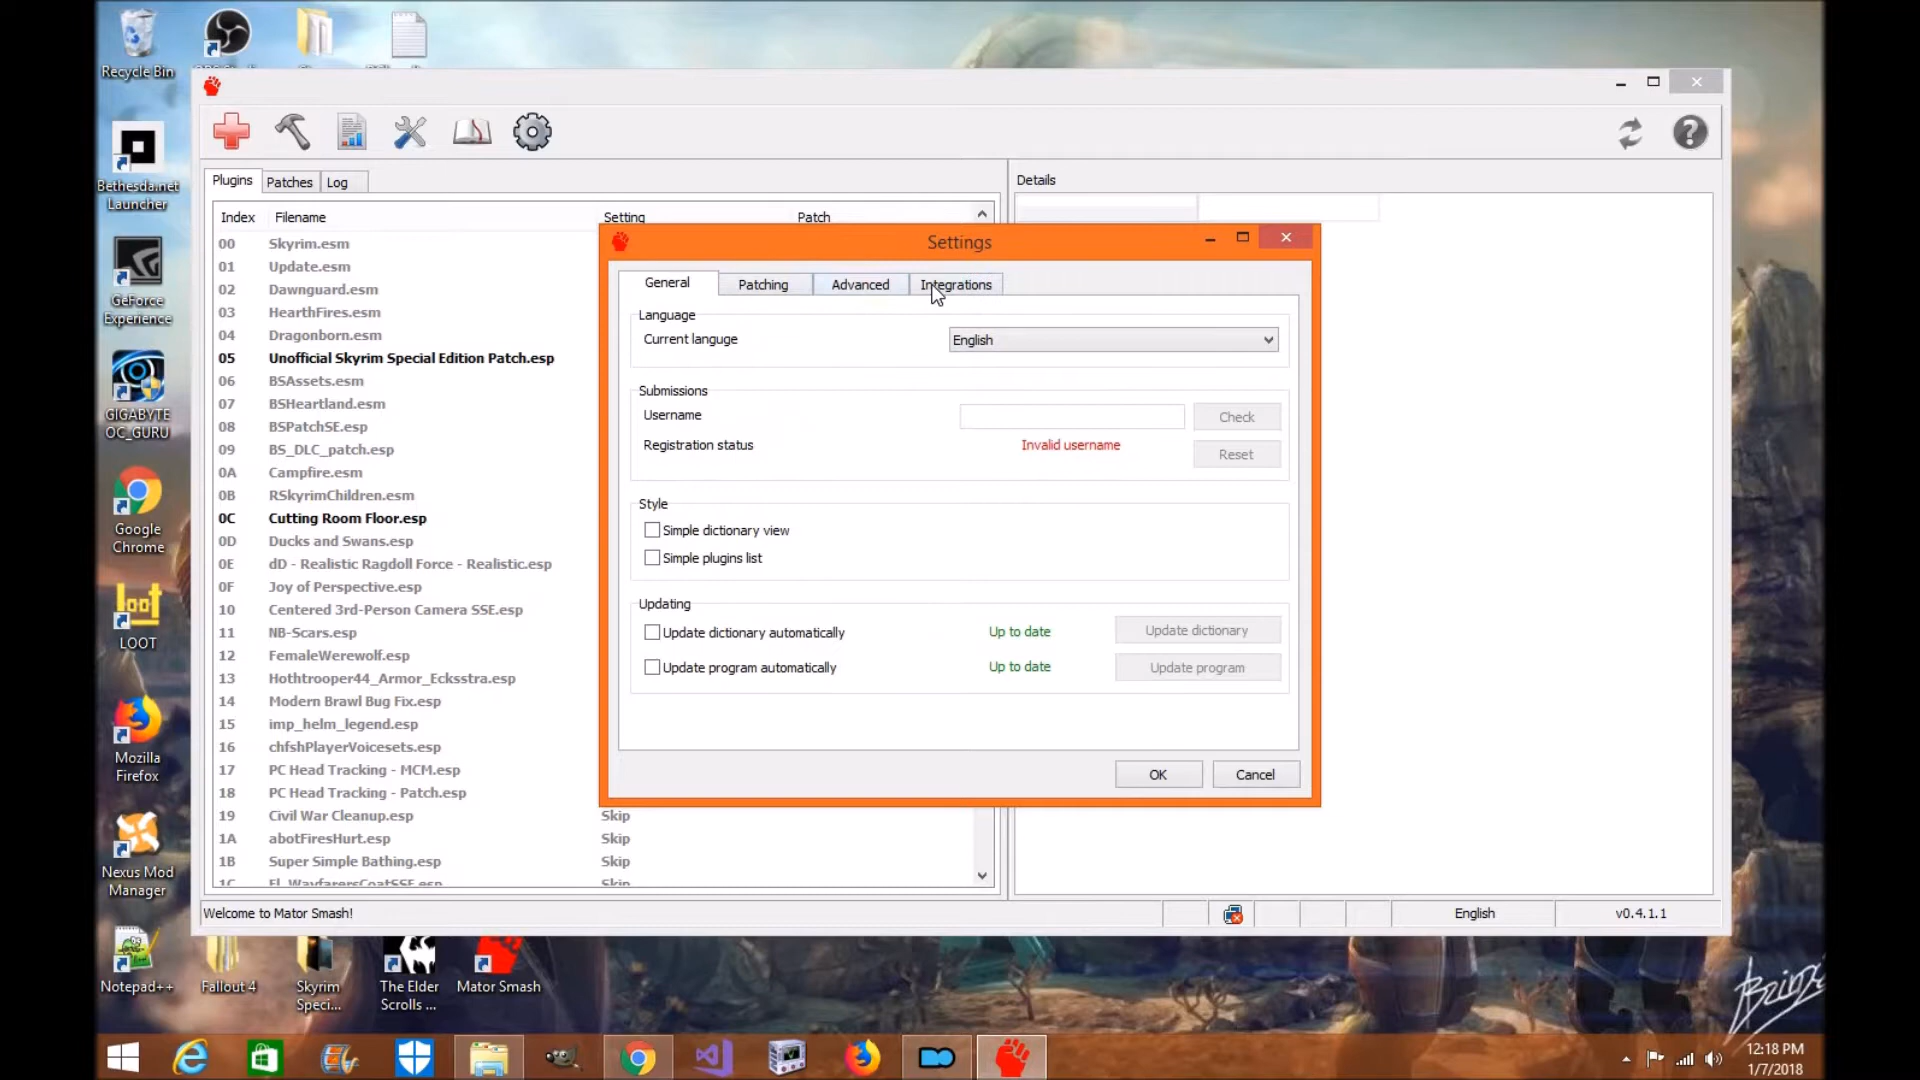 Recycle Bin
Bethesda.net
Launcher
GeForce
Experience
GIGABYTE
OC_GURU
Google
Chrome
LOOT
Mozilla
Firefox
Nexus Mod
Manager
Notepad++
Fallout 4
Skyrim
Speci...
The Elder
Scrolls ...
Mator Smash
Plugins
Patches
Log
Details
Index
Filename
Setting
Patch
00 Skyrim.esm
01 Update.esm
02 Dawnguard.esm
03 HearthFires.esm
04 Dragonborn.esm
05 Unofficial Skyrim Special Edition Patch.esp
06 BSAssets.esm
07 BSHeartland.esm
08 BSPatchSE.esp
09 BS_DLC_patch.esp
0A Campfire.esm
0B RSkyrimChildren.esm
0C Cutting Room Floor.esp
0D Ducks and Swans.esp
0E dD - Realistic Ragdoll Force - Realistic.esp
0F Joy of Perspective.esp
10 Centered 3rd-Person Camera SSE.esp
11 NB-Scars.esp
12 FemaleWerewolf.esp
13 Hothtrooper44_Armor_Ecksstra.esp
14 Modern Brawl Bug Fix.esp
15 imp_helm_legend.esp
16 chfshPlayerVoicesets.esp
17 PC Head Tracking - MCM.esp
18 PC Head Tracking - Patch.esp
19 Civil War Cleanup.esp Skip
1A abotFiresHurt.esp Skip
1B Super Simple Bathing.esp Skip
1C El_WayfarersCoatSSE.esp Skip
Settings
General
Patching
Advanced
Integrations
Language
Current languge
English
Submissions
Username
Check
Registration status
Invalid username
Reset
Style
Simple dictionary view
Simple plugins list
Updating
Update dictionary automatically
Up to date
Update dictionary
Update program automatically
Up to date
Update program
OK
Cancel
Welcome to Mator Smash!
English
v0.4.1.1
12:18 PM
1/7/2018